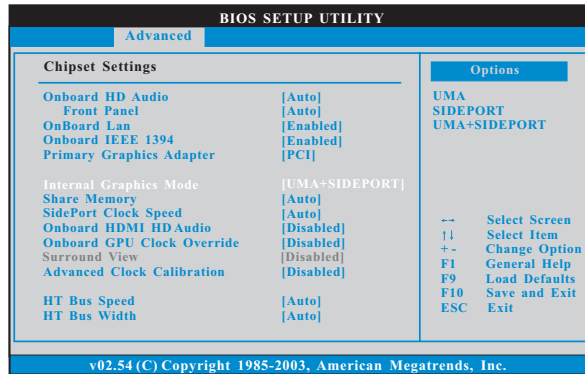 BIOS SETUP UTILITY
Advanced
Chipset Settings
Onboard HD Audio [Auto]
Front Panel [Auto]
OnBoard Lan [Enabled]
Onboard IEEE 1394 [Enabled]
Primary Graphics Adapter [PCI]
Internal Graphics Mode [UMA+SIDEPORT]
Share Memory [Auto]
SidePort Clock Speed [Auto]
Onboard HDMI HD Audio [Disabled]
Onboard GPU Clock Override [Disabled]
Surround View [Disabled]
Advanced Clock Calibration [Disabled]
HT Bus Speed [Auto]
HT Bus Width [Auto]
Options
UMA
SIDEPORT
UMA+SIDEPORT
←→ Select Screen
↑↓ Select Item
+ - Change Option
F1 General Help
F9 Load Defaults
F10 Save and Exit
ESC Exit
v02.54 (C) Copyright 1985-2003, American Megatrends, Inc.